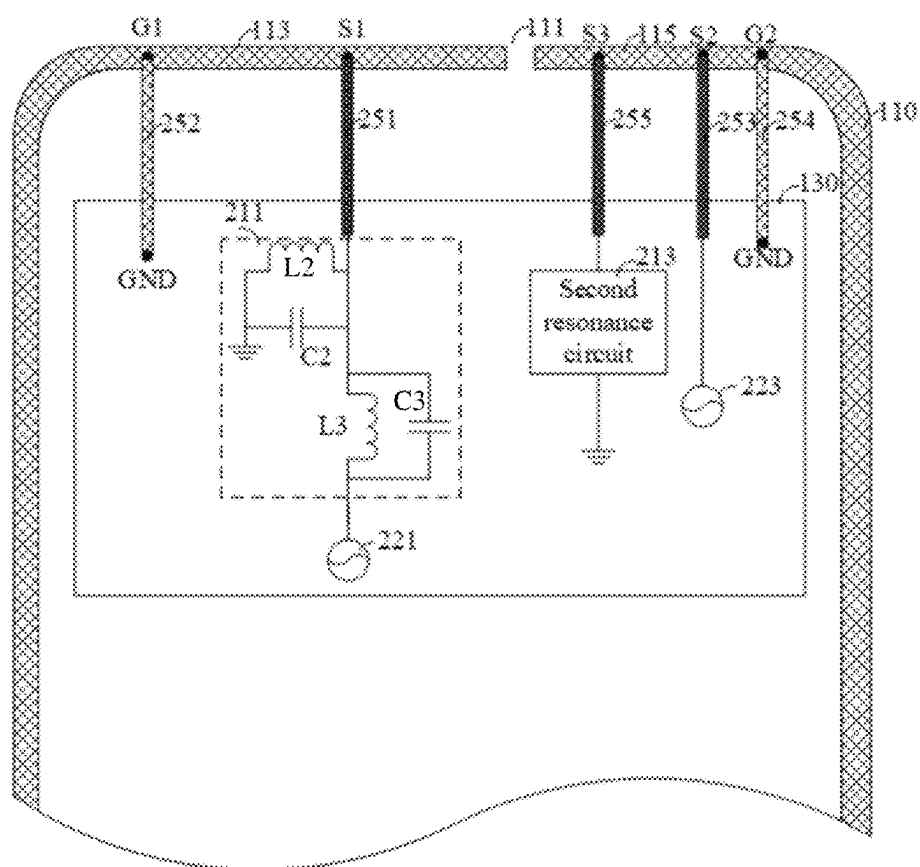 G1
113
S1
111
S3
115
S2
G2
252
251
255
253
254
110
130
211
L2
213
GND
GND
Second
resonance
circuit
C2
C3
L3
223
221